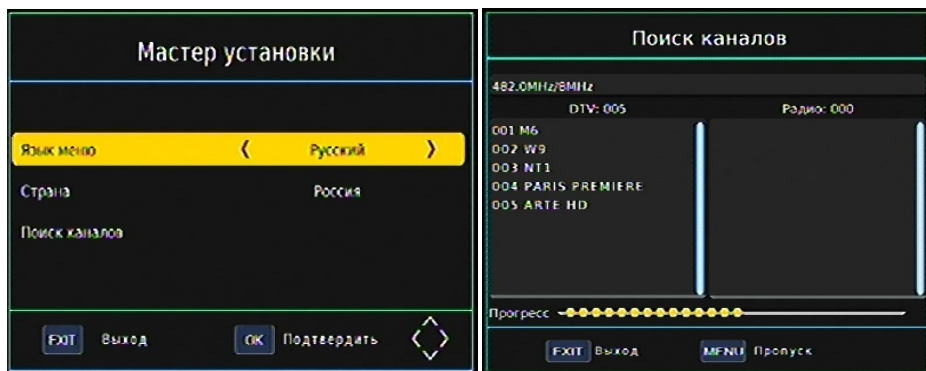 Мастер установки
Язык меню Русский
Страна Россия
Поиск каналов
EXIT Выход OK Подтвердить
Поиск каналов
482.0MHz/8MHz
DTV: 005 Радио: 000
001 M6
002 W9
003 NT1
004 PARIS PREMIERE
005 ARTE HD
Прогресс
EXIT Выход MENU Пропуск